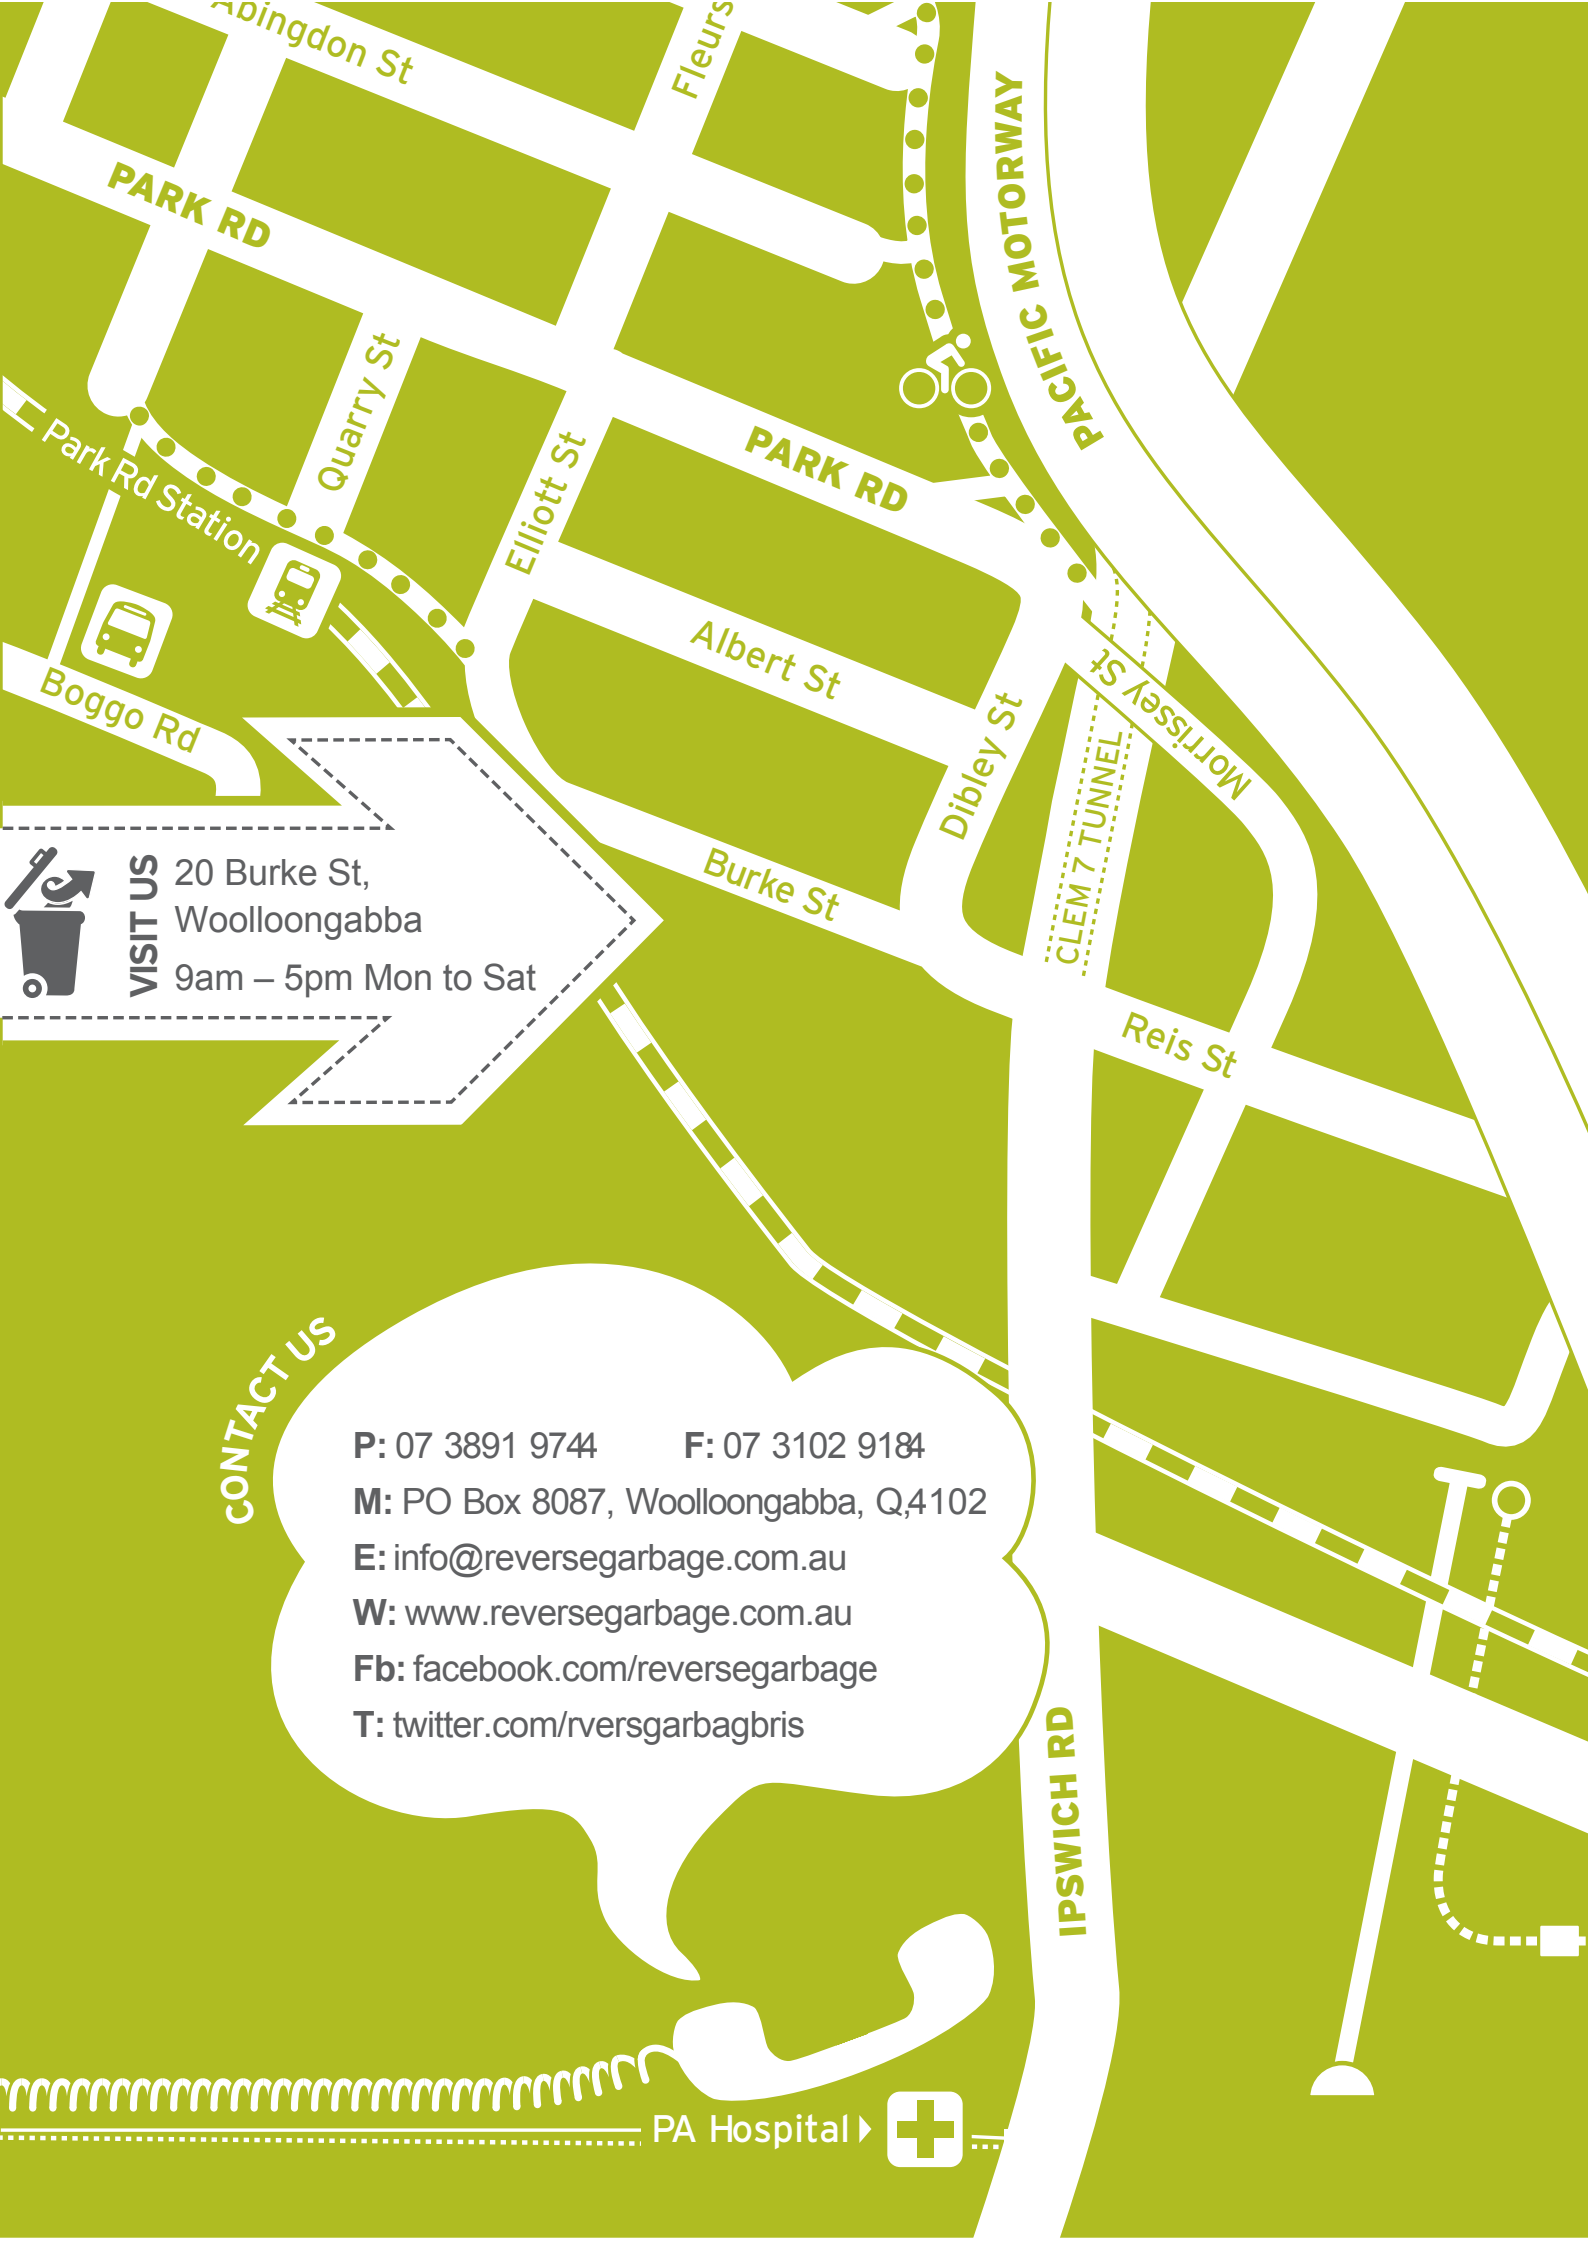 Abingdon St
Fleurs
PACIFIC MOTORWAY
PARK RD
Quarry St
Park Rd Station
Elliott St
PARK RD
Albert St
Boggo Rd
Dibley St
Morrissey St
CLEM 7 TUNNEL
VISIT US
20 Burke St,
Woolloongabba
9am – 5pm Mon to Sat
Burke St
Reis St
CONTACT US
P: 07 3891 9744 F: 07 3102 9184
M: PO Box 8087, Woolloongabba, Q,4102
E: info@reversegarbage.com.au
W: www.reversegarbage.com.au
Fb: facebook.com/reversegarbage
T: twitter.com/rversgarbagbris
IPSWICH RD
PA Hospital